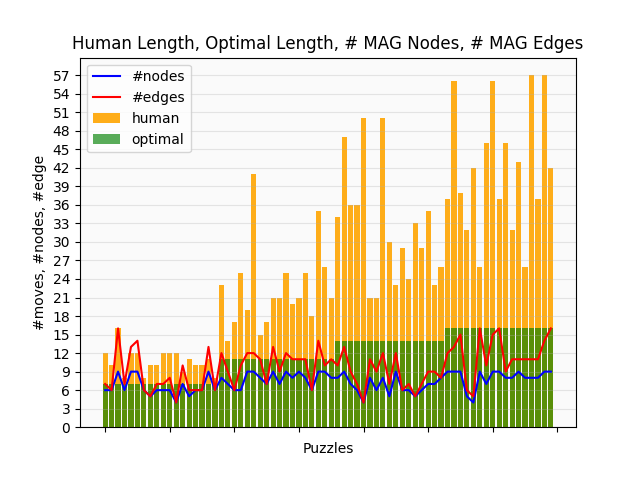 Human Length, Optimal Length, # MAG Nodes, # MAG Edges
#nodes
#edges
human
optimal
57
54
51
48
45
42
39
36
33
30
27
24
21
18
15
12
9
6
3
0
#moves, #nodes, #edge
Puzzles